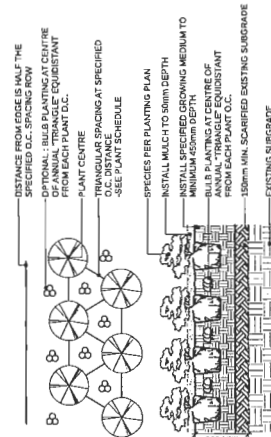 DISTANCE FROM EDGE IS HALF THE
SPECIFIED O.C. SPACING ROW
OPTIONAL : BULB PLANTING AT CENTRE
OF ANNUAL "TRIANGLE" EQUIDISTANT
FROM EACH PLANT O.C.
PLANT CENTRE
TRIANGULAR SPACING AT SPECIFIED
O.C. DISTANCE
-SEE PLANT SCHEDULE
SPECIES PER PLANTING PLAN
INSTALL MULCH TO 50mm DEPTH
INSTALL SPECIFIED GROWING MEDIUM TO
MINIMUM 450mm DEPTH
BULB PLANTING AT CENTRE OF
ANNUAL "TRIANGLE" EQUIDISTANT
FROM EACH PLANT O.C.
150mm MIN. SCARIFIED EXISTING SUBGRADE
EXISTING SUBGRADE